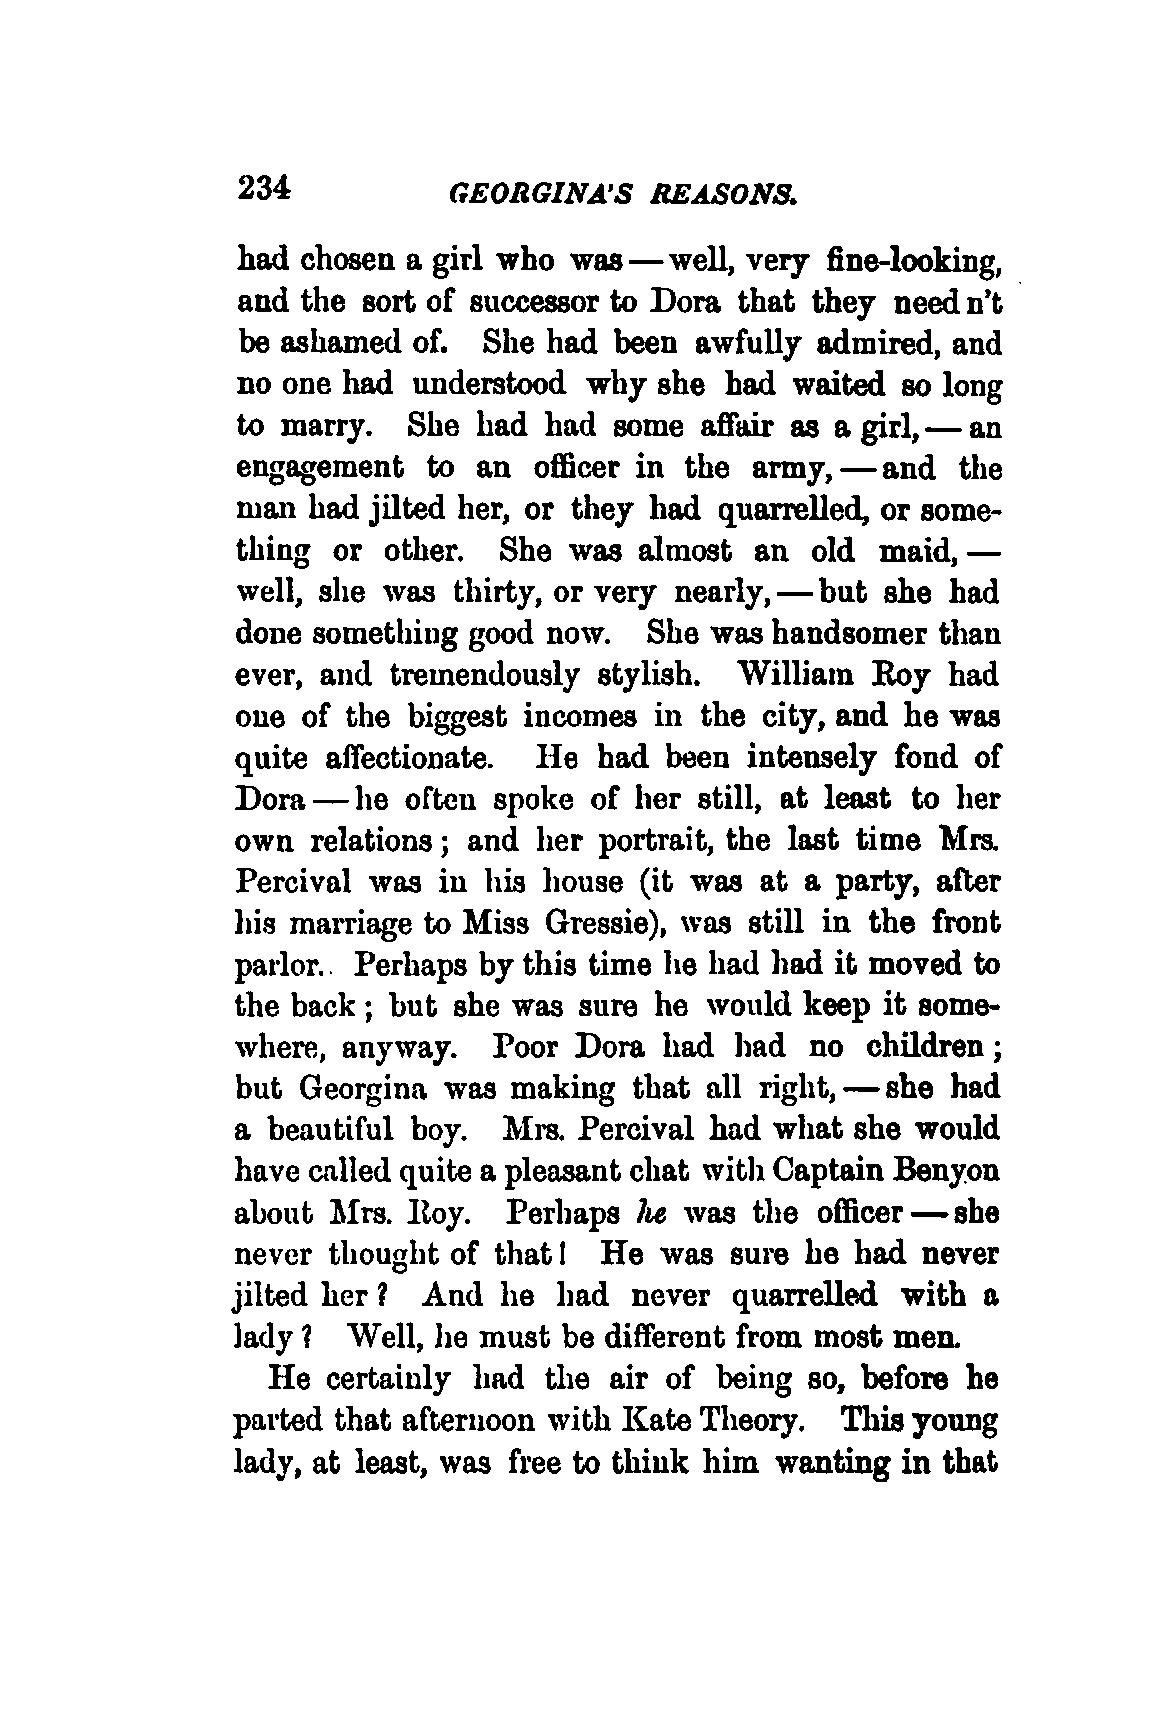 234 GEORGINA'S REASONS.
had chosen a girl who was — well, very fine-looking,
and the sort of successor to Dora that they need n't
be ashamed of. She had been awfully admired, and
no one had understood why she had waited so long
to marry. She had had some affair as a girl, — an
engagement to an officer in the army, — and the
man had jilted her, or they had quarrelled, or some-
thing or other. She was almost an old maid, —
well, she was thirty, or very nearly, — but she had
done something good now. She was handsomer than
ever, and tremendously stylish. William Roy had
one of the biggest incomes in the city, and he was
quite affectionate. He had been intensely fond of
Dora — he often spoke of her still, at least to her
own relations; and her portrait, the last time Mrs.
Percival was in his house (it was at a party, after
his marriage to Miss Gressie), was still in the front
parlor. Perhaps by this time he had had it moved to
the back; but she was sure he would keep it some-
where, anyway. Poor Dora had had no children;
but Georgina was making that all right, — she had
a beautiful boy. Mrs. Percival had what she would
have called quite a pleasant chat with Captain Benyon
about Mrs. Roy. Perhaps he was the officer — she
never thought of that! He was sure he had never
jilted her? And he had never quarrelled with a
lady? Well, he must be different from most men.
He certainly had the air of being so, before he
parted that afternoon with Kate Theory. This young
lady, at least, was free to think him wanting in that